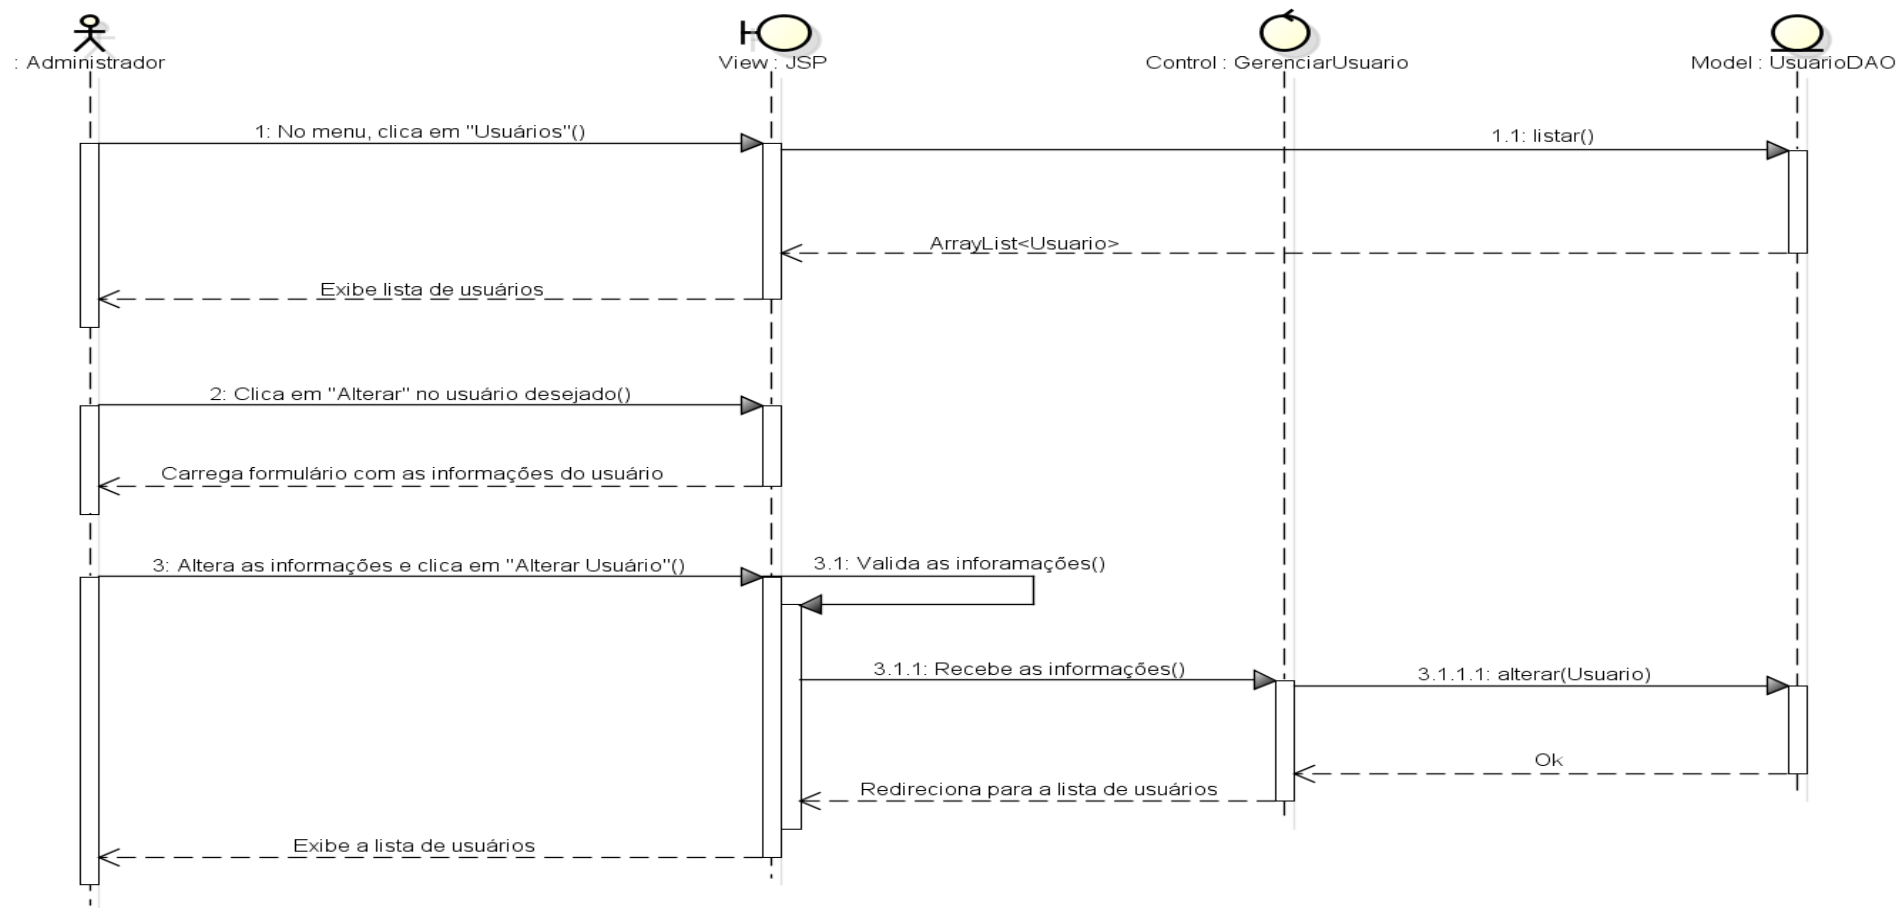 : Administrador
View : JSP
Control : GerenciarUsuario
Model : UsuarioDAO
1: No menu, clica em "Usuários"()
1.1: listar()
ArrayList<Usuario>
Exibe lista de usuários
2: Clica em "Alterar" no usuário desejado()
Carrega formulário com as informações do usuário
3: Altera as informações e clica em "Alterar Usuário"()
3.1: Valida as inforamações()
3.1.1: Recebe as informações()
3.1.1.1: alterar(Usuario)
Ok
Redireciona para a lista de usuários
Exibe a lista de usuários